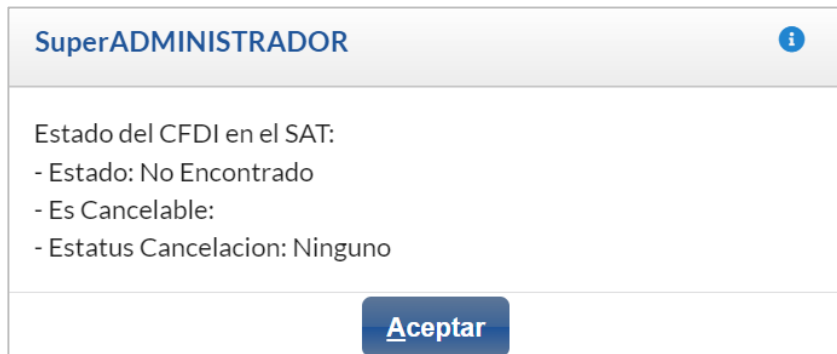 SuperADMINISTRADOR
Estado del CFDI en el SAT:
- Estado: No Encontrado
- Es Cancelable:
- Estatus Cancelacion: Ninguno
Aceptar